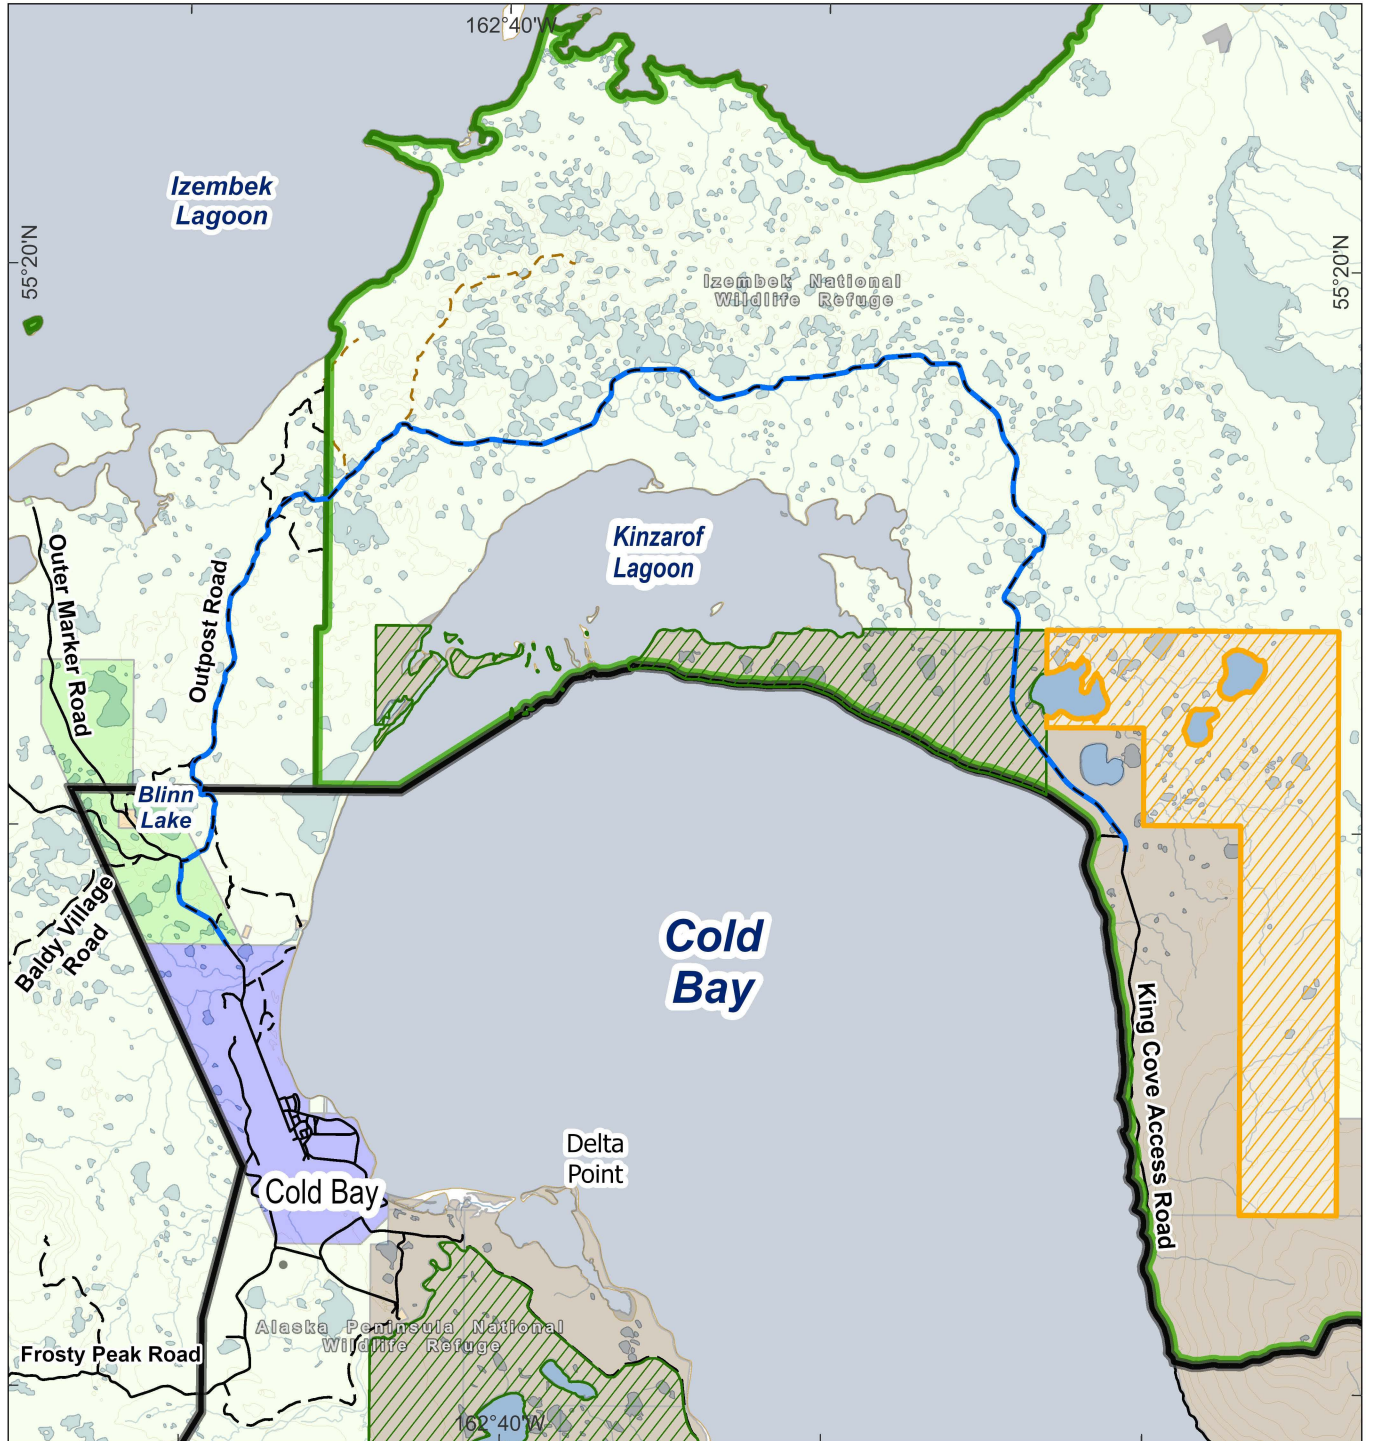 162°40'W
Izembek
Lagoon
55°20'N
55°20'N
Izembek National
Wildlife Refuge
Kinzarof
Lagoon
Outer Marker Road
Outpost Road
Blinn
Lake
Baldy Village
Road
Cold
Bay
King Cove Access Road
Delta
Point
Cold Bay
Alaska Peninsula National
Wildlife Refuge
Frosty Peak Road
162°40'W